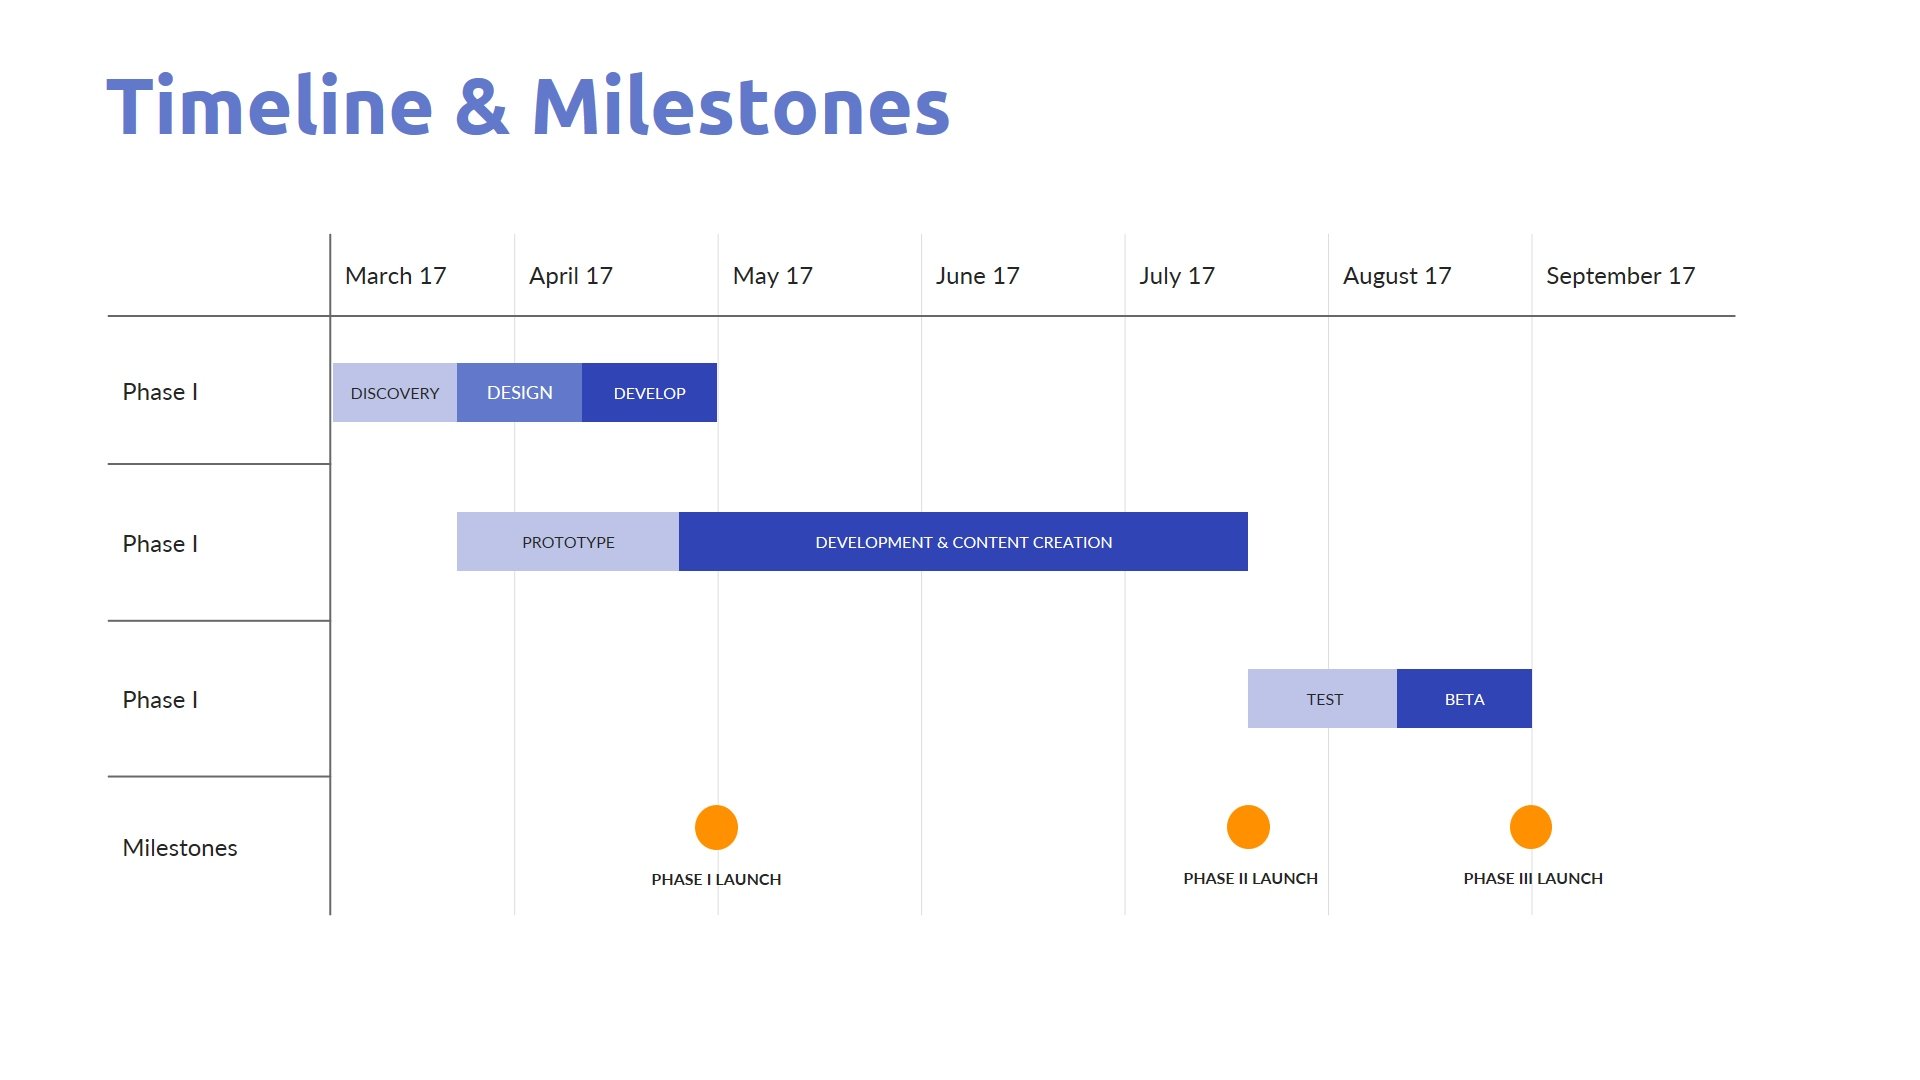 Timeline & Milestones
March 17 April 17 May 17 June 17 July 17 August 17 September 17
Phase I DISCOVERY DESIGN DEVELOP
Phase I PROTOTYPE DEVELOPMENT & CONTENT CREATION
Phase I TEST BETA
Milestones
PHASE I LAUNCH PHASE II LAUNCH PHASE III LAUNCH